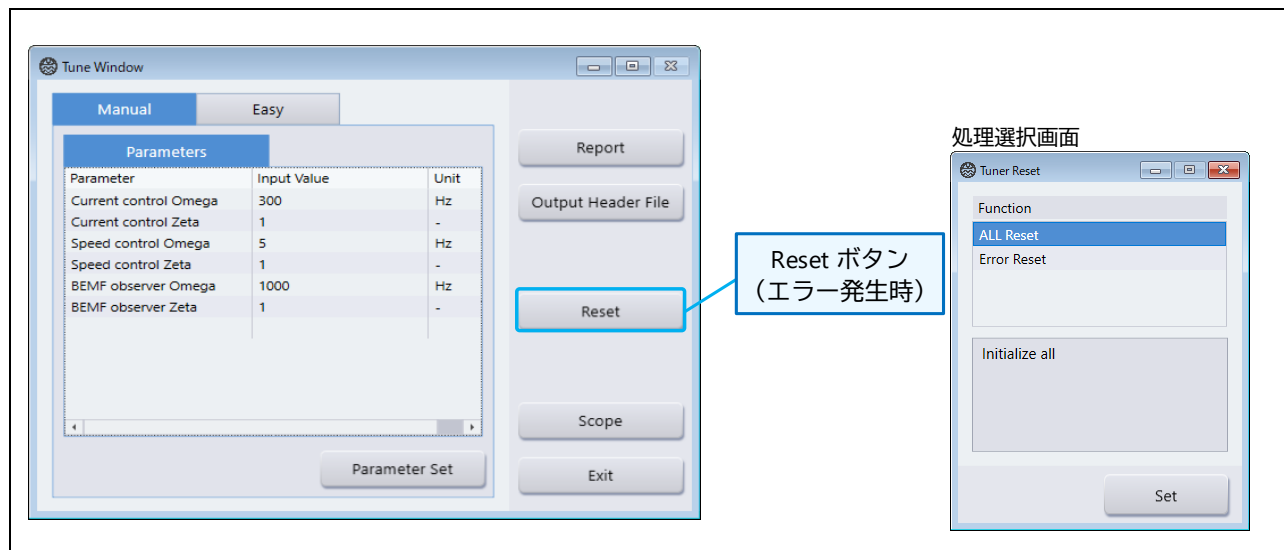 Tune Window
Manual Easy
Parameters
Parameter Input Value Unit
Current control Omega 300 Hz
Current control Zeta 1 -
Speed control Omega 5 Hz
Speed control Zeta 1 -
BEMF observer Omega 1000 Hz
BEMF observer Zeta 1 -
Parameter Set
Report
Output Header File
Reset
Scope
Exit
Reset ボタン
（エラー発生時）
処理選択画面
Tuner Reset
Function
ALL Reset
Error Reset
Initialize all
Set